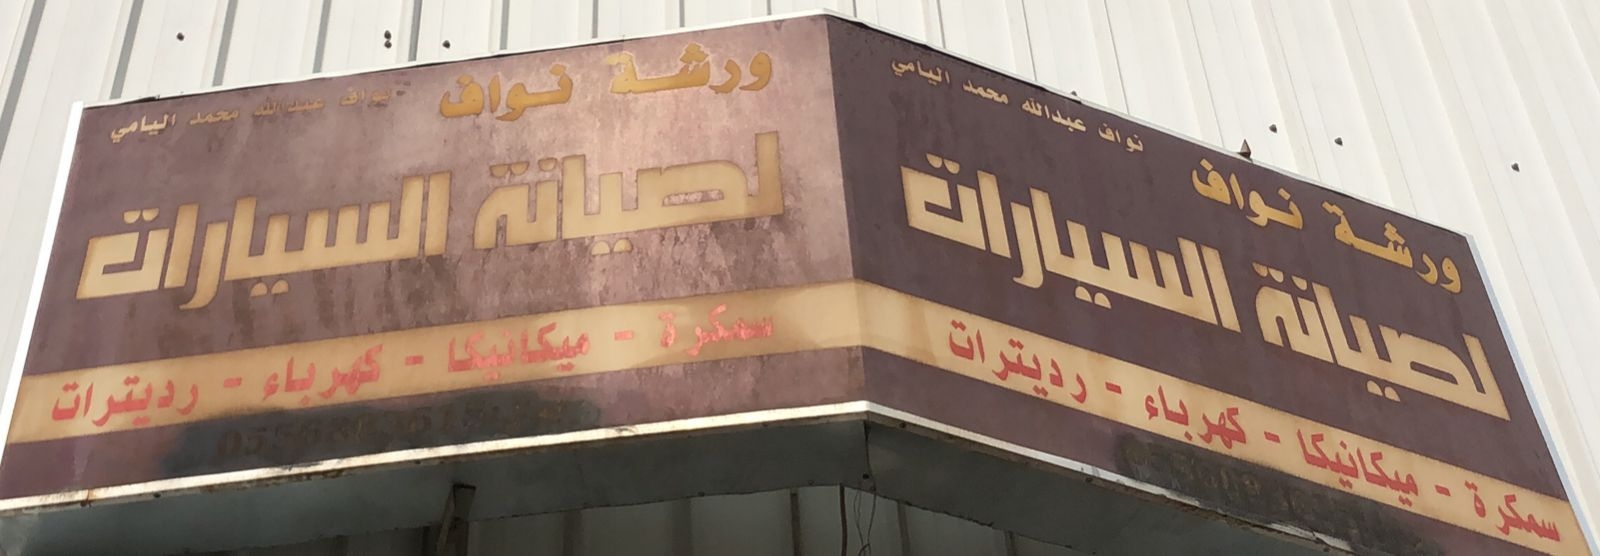 ورشة نواف
نواف عبدالله محمد اليامي
لصيانة السيارات
سمكرة - ميكانيكا - كهرباء - رديترات
نواف عبدالله محمد اليامي
ورشة نواف
لصيانة السيارات
سمكرة - ميكانيكا - كهرباء - رديترات